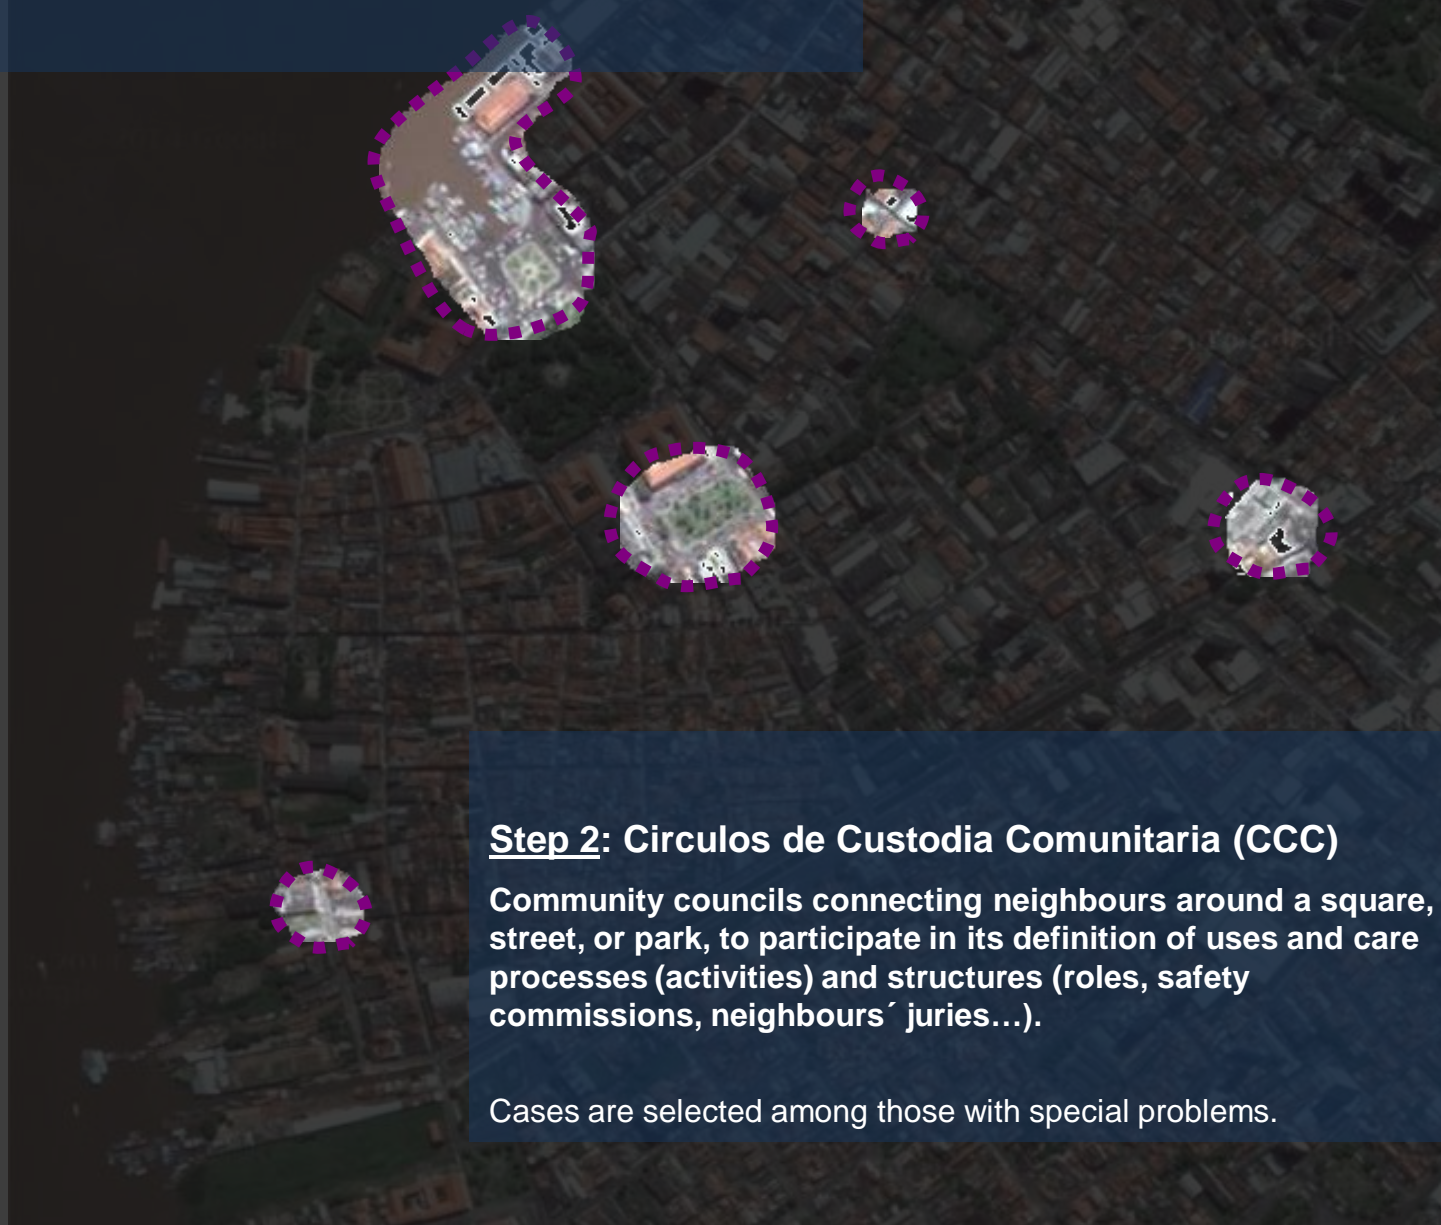 Step 2: Circulos de Custodia Comunitaria (CCC)
Community councils connecting neighbours around a square,
street, or park, to participate in its definition of uses and care
processes (activities) and structures (roles, safety
commissions, neighbours´ juries…).
Cases are selected among those with special problems.